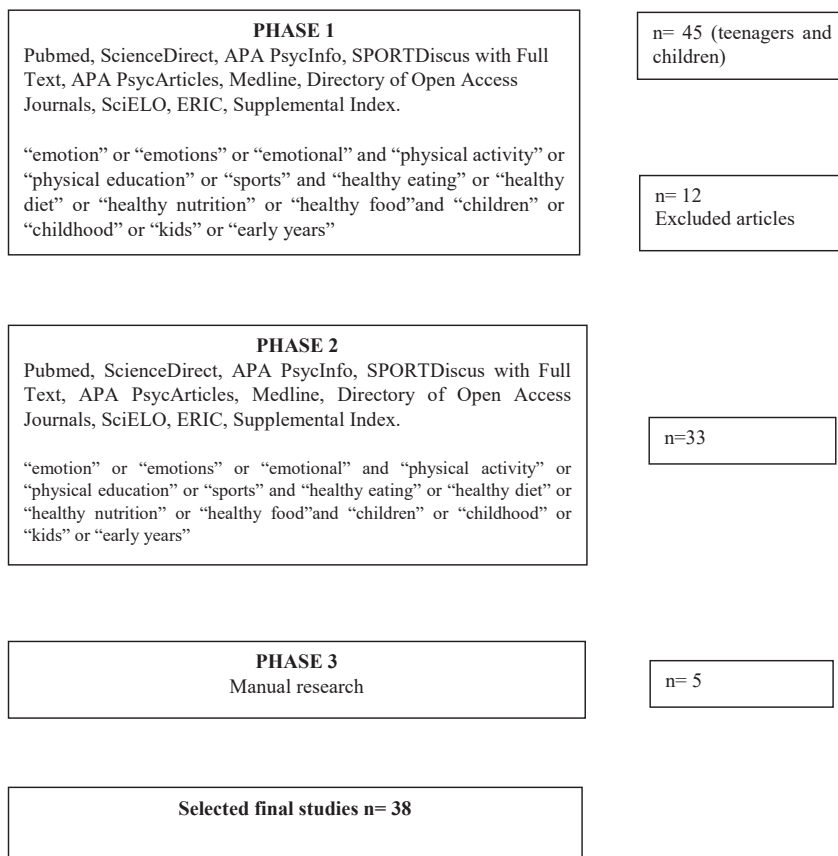 PHASE 1
Pubmed, ScienceDirect, APA PsycInfo, SPORTDiscus with Full
Text, APA PsycArticles, Medline, Directory of Open Access
Journals, SciELO, ERIC, Supplemental Index.
“emotion” or “emotions” or “emotional” and “physical activity” or
“physical education” or “sports” and “healthy eating” or “healthy
diet” or “healthy nutrition” or “healthy food”and “children” or
“childhood” or “kids” or “early years”
n= 45 (teenagers and
children)
n= 12
Excluded articles
PHASE 2
Pubmed, ScienceDirect, APA PsycInfo, SPORTDiscus with Full
Text, APA PsycArticles, Medline, Directory of Open Access
Journals, SciELO, ERIC, Supplemental Index.
“emotion” or “emotions” or “emotional” and “physical activity” or
“physical education” or “sports” and “healthy eating” or “healthy diet” or
“healthy nutrition” or “healthy food”and “children” or “childhood” or
“kids” or “early years”
n=33
PHASE 3
Manual research
n= 5
Selected final studies n= 38